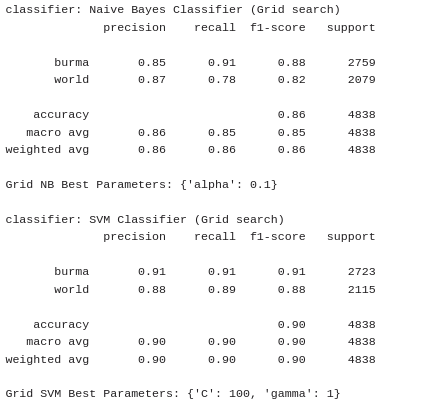 classifier: Naive Bayes Classifier (Grid search)
precision recall f1-score support
burma 0.85 0.91 0.88 2759
world 0.87 0.78 0.82 2079
accuracy 0.86 4838
macro avg 0.86 0.85 0.85 4838
weighted avg 0.86 0.86 0.86 4838
Grid NB Best Parameters: {'alpha': 0.1}
classifier: SVM Classifier (Grid search)
precision recall f1-score support
burma 0.91 0.91 0.91 2723
world 0.88 0.89 0.88 2115
accuracy 0.90 4838
macro avg 0.90 0.90 0.90 4838
weighted avg 0.90 0.90 0.90 4838
Grid SVM Best Parameters: {'C': 100, 'gamma': 1}